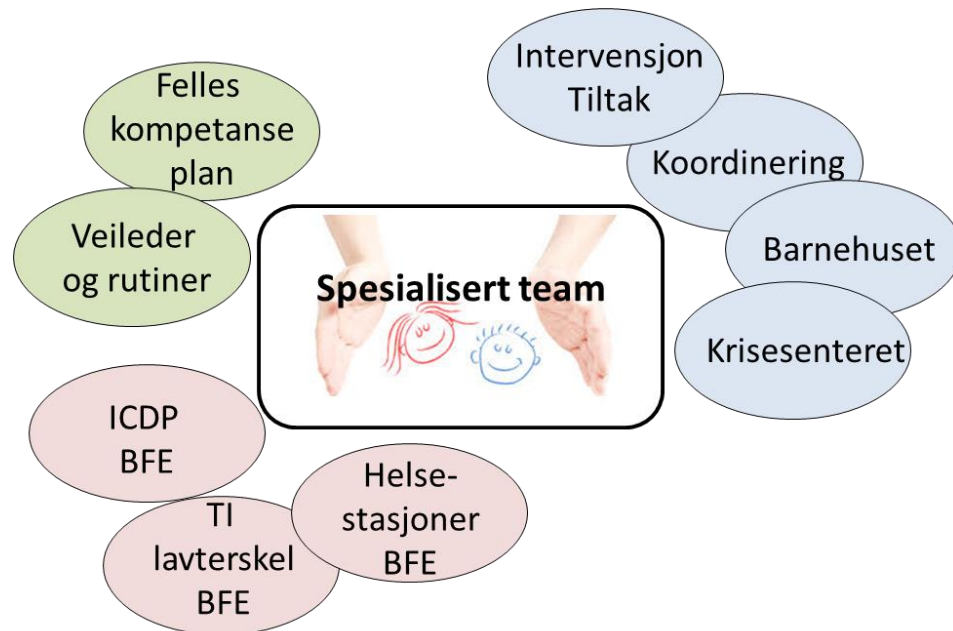 Intervensjon
Tiltak
Felles
kompetanse
plan
Koordinering
Veileder
og rutiner
Barnehuset
Spesialisert team
Krisesenteret
ICDP
BFE
Helse-
stasjoner
BFE
TI
lavterskel
BFE